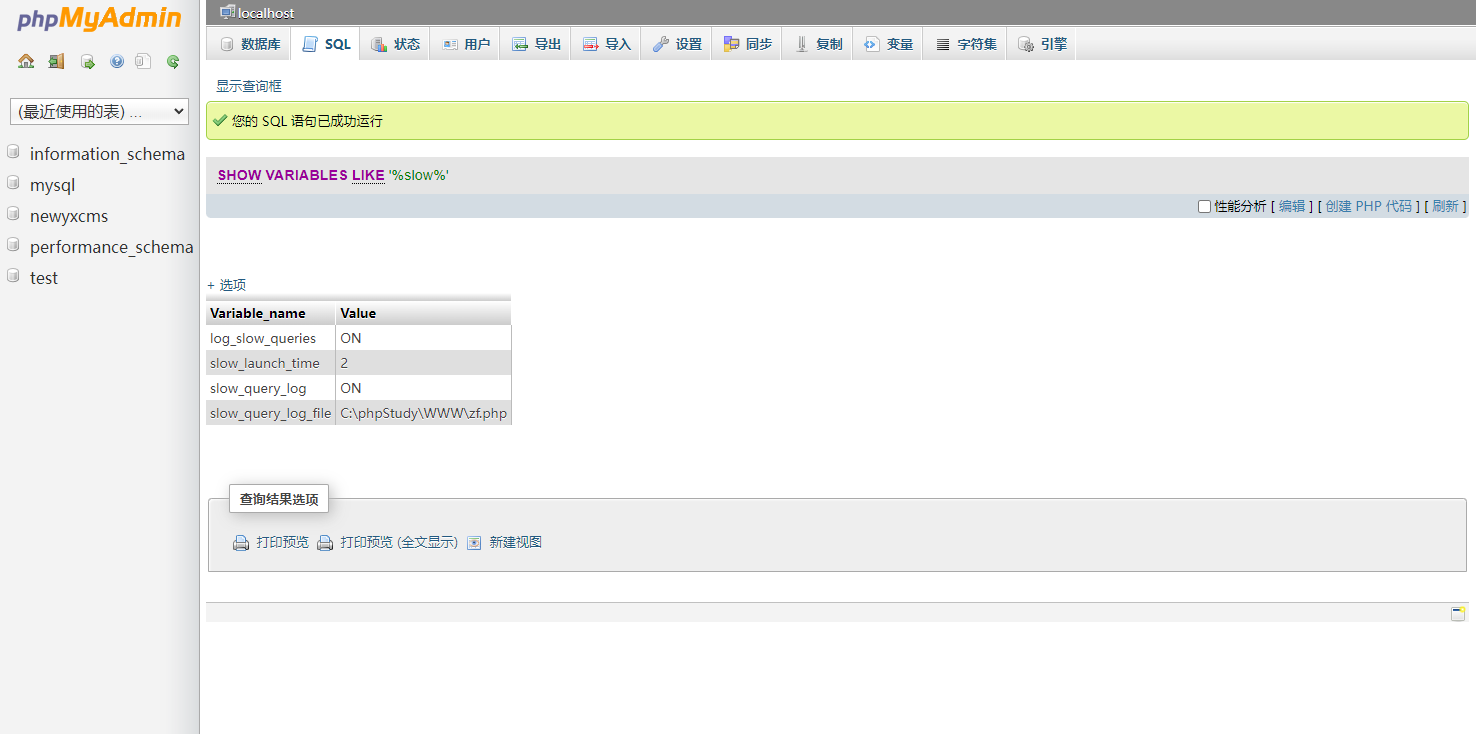 phpMyAdmin
(最近使用的表) ...
information_schema
mysql
newyxcms
performance_schema
test
localhost
数据库 SQL 状态 用户 导出 导入 设置 同步 复制 变量 字符集 引擎
显示查询框
您的 SQL 语句已成功运行
SHOW VARIABLES LIKE '%slow%'
性能分析 [ 编辑 ] [ 创建 PHP 代码 ] [ 刷新 ]
+ 选项
Variable_name Value
log_slow_queries ON
slow_launch_time 2
slow_query_log ON
slow_query_log_file C:\phpStudy\WWW\zf.php
查询结果选项
打印预览 打印预览 (全文显示) 新建视图